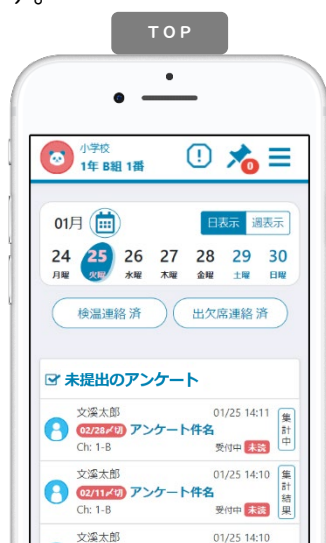 す。
TOP
小学校
1年 B組 1番
0
01月
日表示 週表示
24 25 26 27 28 29 30
月曜 火曜 水曜 木曜 金曜 土曜 日曜
検温連絡 済 出欠席連絡 済
未提出のアンケート
文溪太郎 01/25 14:11 集計中
02/28〆切 アンケート件名
Ch: 1-B 受付中 未読
文溪太郎 01/25 14:10 集計結果
02/11〆切 アンケート件名
Ch: 1-B 受付中 未読
文溪太郎 01/25 14:10